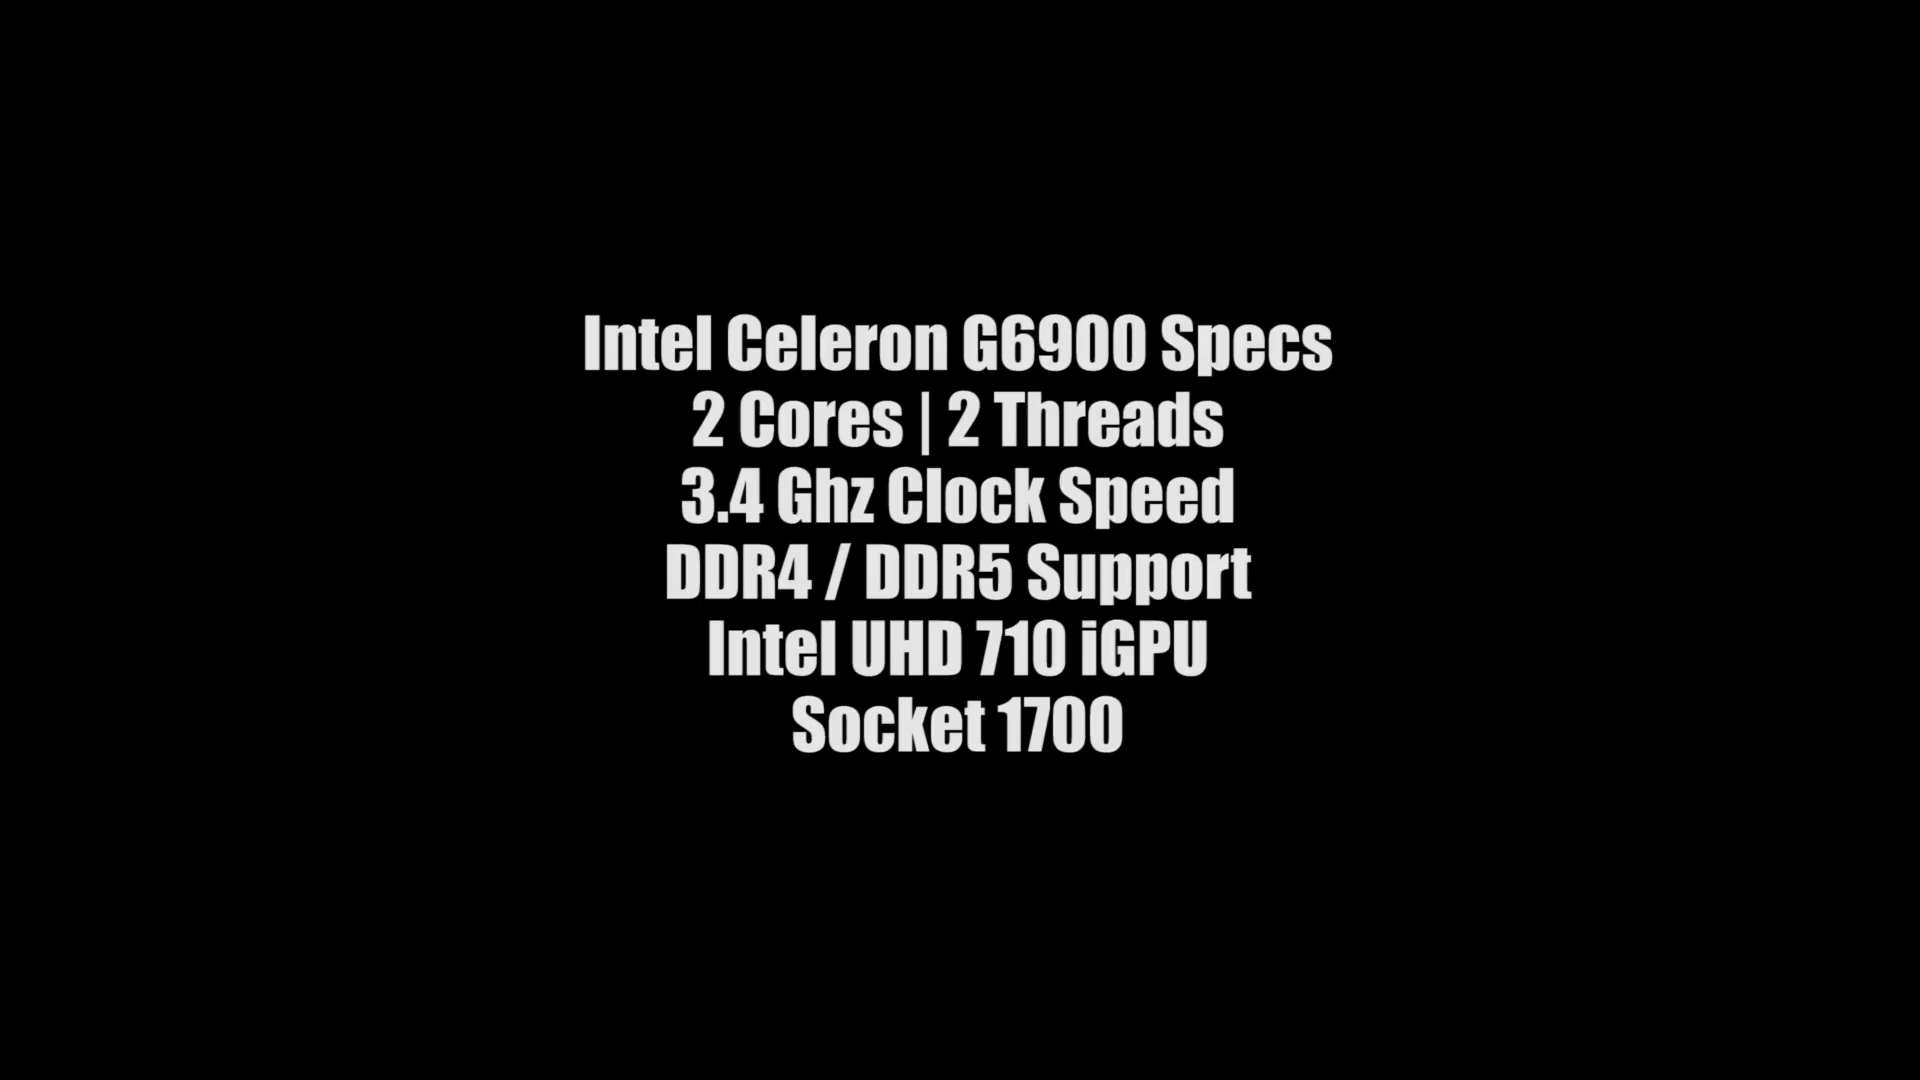 Intel Celeron G6900 Specs
2 Cores | 2 Threads
3.4 Ghz Clock Speed
DDR4 / DDR5 Support
Intel UHD 710 iGPU
Socket 1700